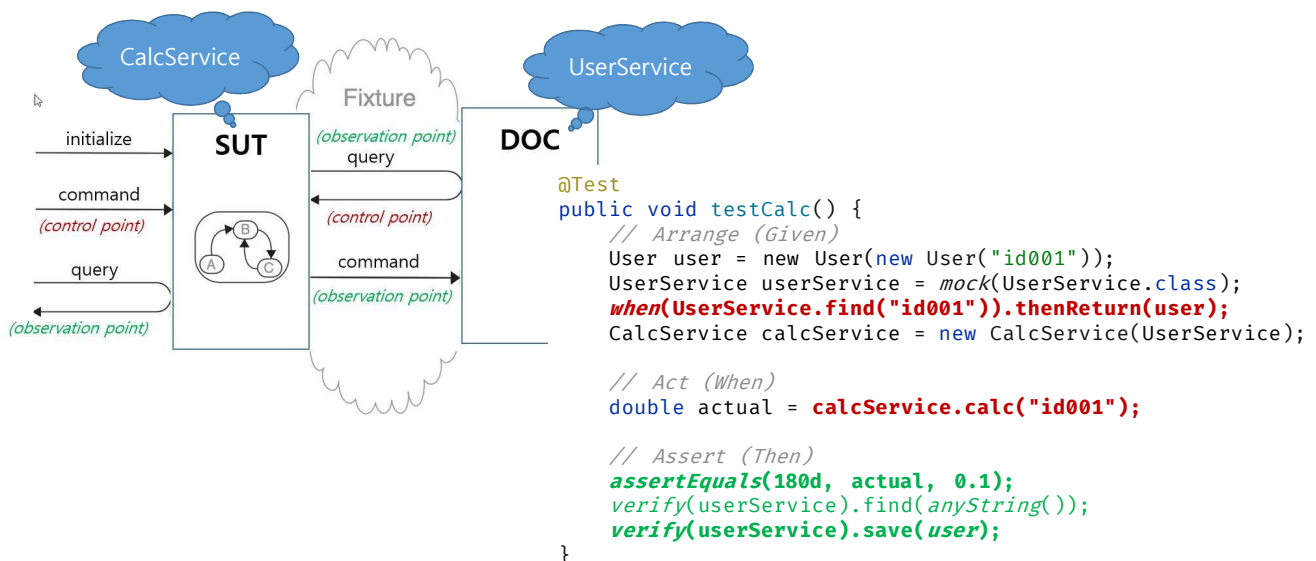 CalcService
UserService
Fixture
initialize
SUT
(observation point)
query
DOC
command
(control point)
(control point)
B
A
C
query
command
(observation point)
(observation point)
@Test
public void testCalc() {
// Arrange (Given)
User user = new User(new User("id001"));
UserService userService = mock(UserService.class);
when(UserService.find("id001")).thenReturn(user);
CalcService calcService = new CalcService(UserService);
// Act (When)
double actual = calcService.calc("id001");
// Assert (Then)
assertEquals(180d, actual, 0.1);
verify(userService).find(anyString());
verify(userService).save(user);
}